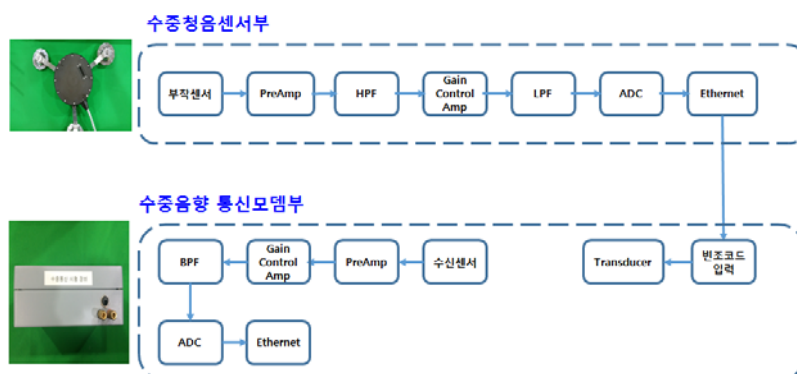 수중청음센서부
부착센서
PreAmp
HPF
Gain
Control
Amp
LPF
ADC
Ethernet
수중음향 통신모뎀부
BPF
Gain
Control
Amp
PreAmp
수신센서
Transducer
변조코드
입력
ADC
Ethernet